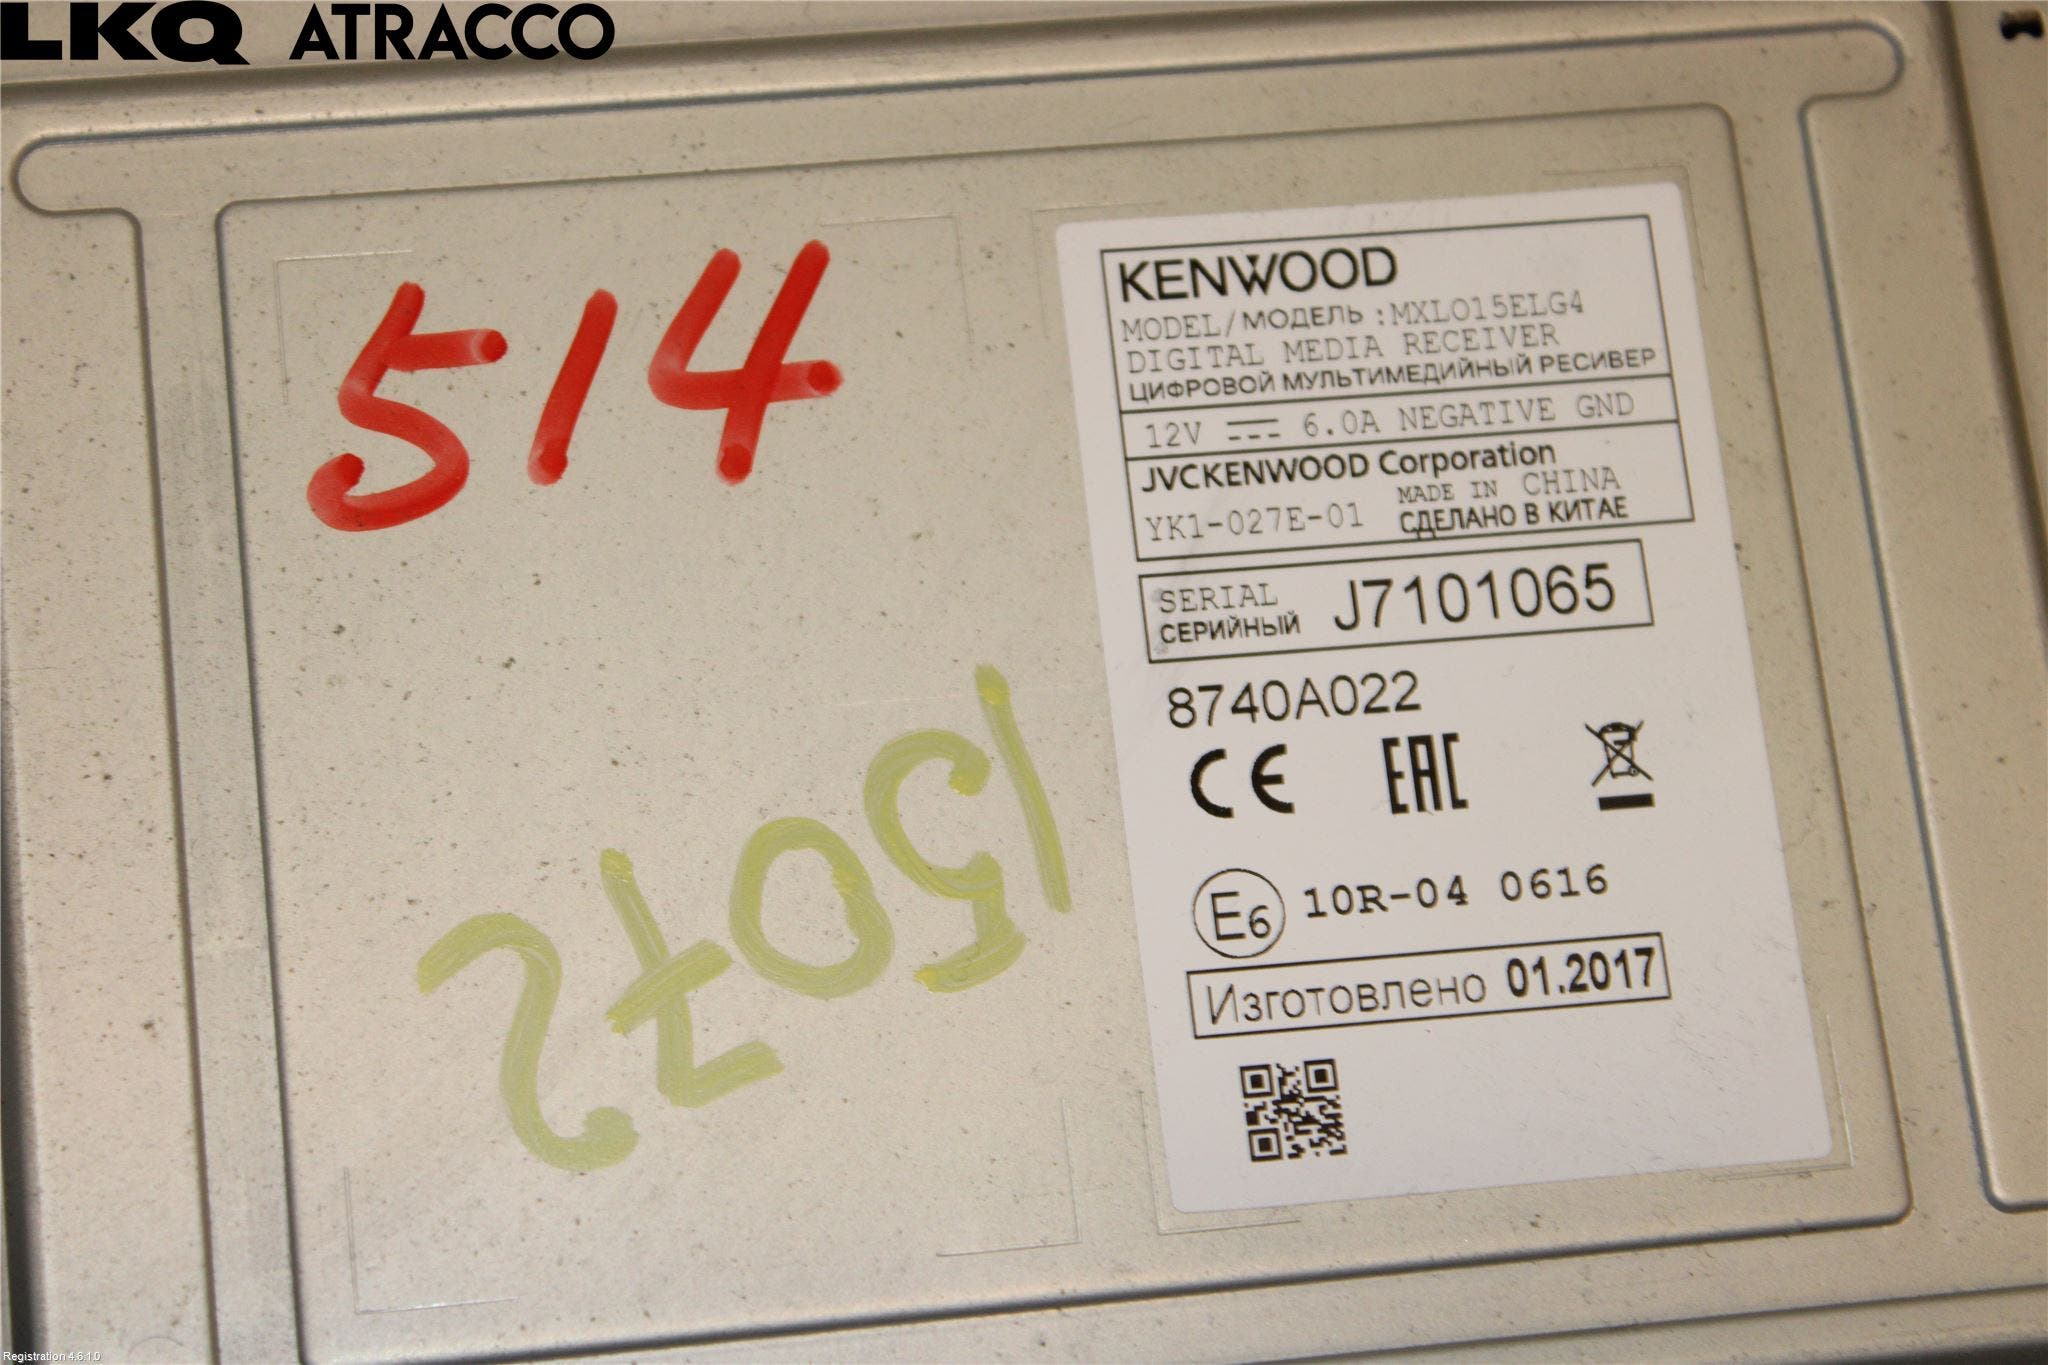 LKQ ATRACCO
514
KENWOOD
MODEL/МОДЕЛЬ :MXL015ELG4
DIGITAL MEDIA RECEIVER
ЦИФРОВОЙ МУЛЬТИМЕДИЙНЫЙ РЕСИВЕР
12V 6.0A NEGATIVE GND
JVCKENWOOD Corporation
YK1-027E-01 MADE IN CHINA
СДЕЛАНО В КИТАЕ
SERIAL
СЕРИЙНЫЙ J7101065
8740A022
CE EAC
E6 10R-04 0616
Изготовлено 01.2017
15072
Registration 4.6.1.0